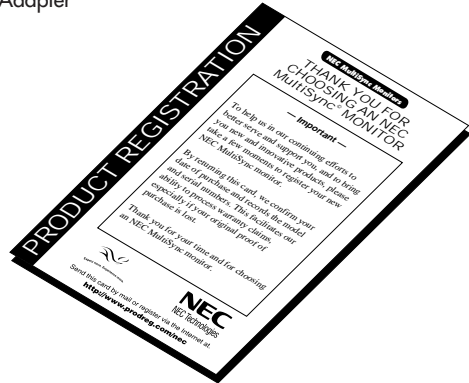 Adapter
PRODUCT REGISTRATION
NEC MultiSync Monitors
THANK YOU FOR
CHOOSING AN NEC
MultiSync® MONITOR
— Important —
To help us in our continuing efforts to
better serve and support you, and to bring
you new and innovative products, please
take a few moments to register your new
NEC MultiSync monitor.
By returning this card, we confirm your
date of purchase and records the model
and serial numbers. This facilitates our
ability to process warranty claims,
especially if your original proof of
purchase is lost.
Thank you for your time and for choosing
an NEC MultiSync monitor.
NEC
NEC Technologies
Send this card by mail or register via the Internet at:
http://www.prodreg.com/nec